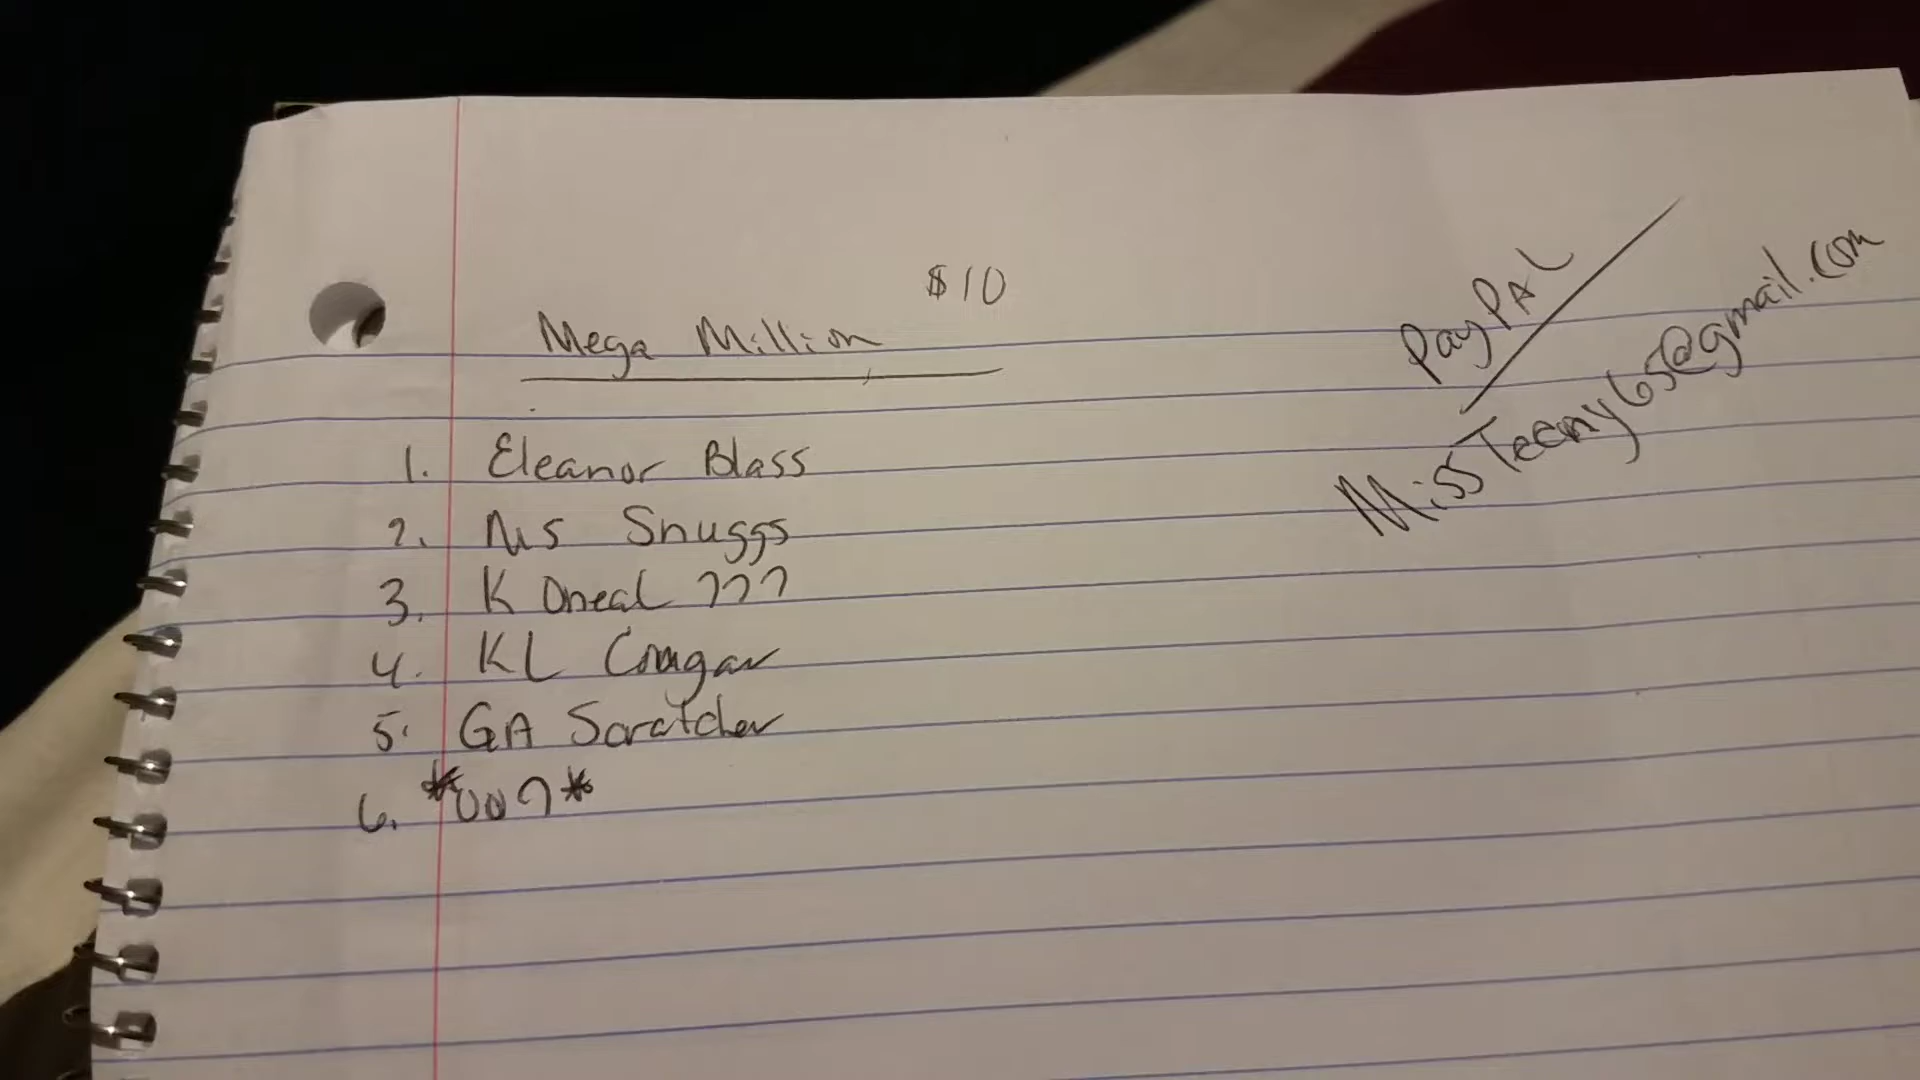 $10
Mega Million
1. Eleanor Blass
2. Ms Snuggs
3. K Oneal 777
4. KL Cougar
5. GA Scratcher
6. *007*
PayPAL
MissTeeny65@gmail.com